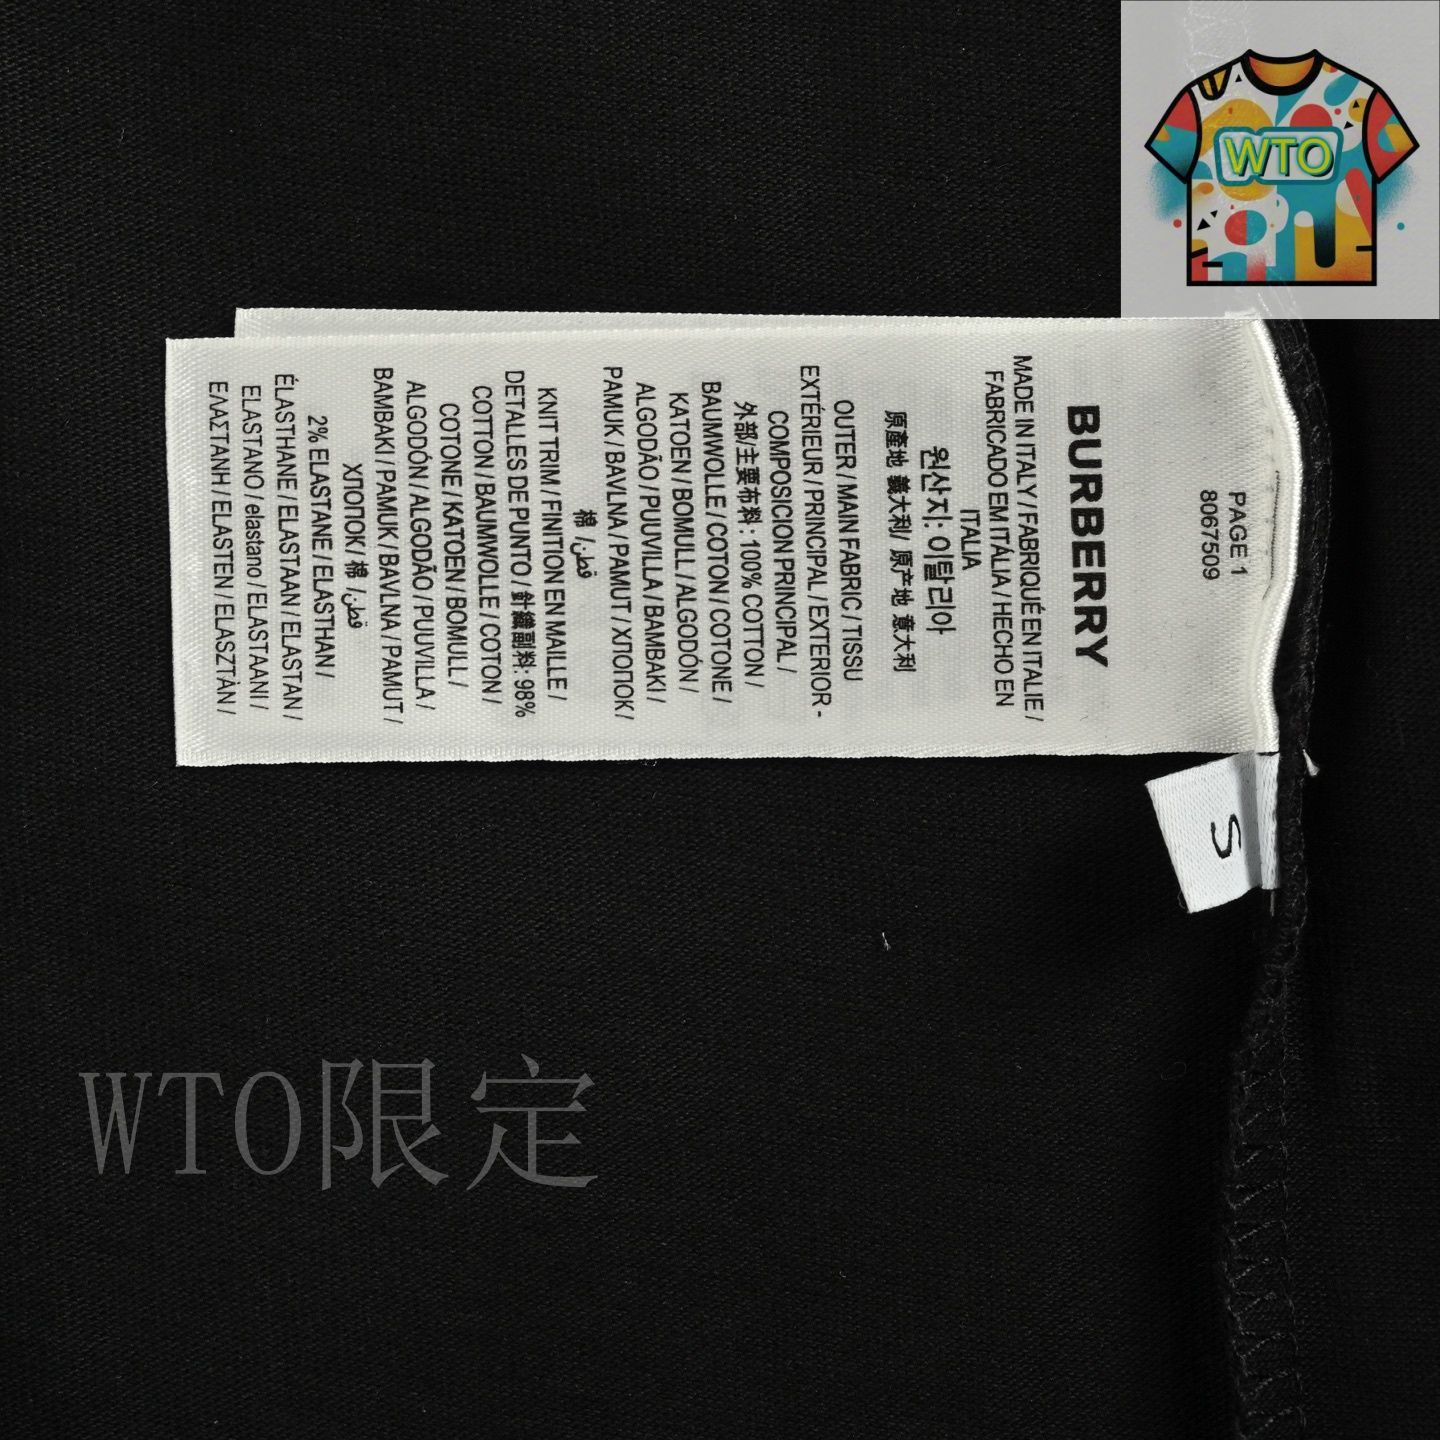 WTO
PAGE 1
8067509
BURBERRY
MADE IN ITALY / FABRIQUÉ EN ITALIE /
FABRICADO EM ITÁLIA / HECHO EN
ITALIA
원산지: 이탈리아
原產地 義大利/ 原产地 意大利
OUTER / MAIN FABRIC / TISSU
EXTÉRIEUR / PRINCIPAL / EXTERIOR -
COMPOSICION PRINCIPAL /
外部/主要布料 : 100% COTTON /
BAUMWOLLE / COTON / COTONE /
KATOEN / BOMULL / ALGODÓN /
ALGODÃO / PUUVILLA / BAMBAKI /
PAMUK / BAVLNA / PAMUT / ХЛОПОК/
棉 /قطن
KNIT TRIM / FINITION EN MAILLE /
DETALLES DE PUNTO / 針織副料: 98%
COTTON / BAUMWOLLE / COTON /
COTONE / KATOEN / BOMULL /
ALGODÓN / ALGODÃO / PUUVILLA /
BAMBAKI / PAMUK / BAVLNA / PAMUT /
ХЛОПОК / 棉 /قطن
2% ELASTANE / ELASTHAN /
ÉLASTHANE / ELASTAAN / ELASTAN /
ELASTANO / elastano / ELASTAANI /
ΕΛΑΣΤΑΝΗ / ELASTEN / ELASZTÀN /
S
WTO限定